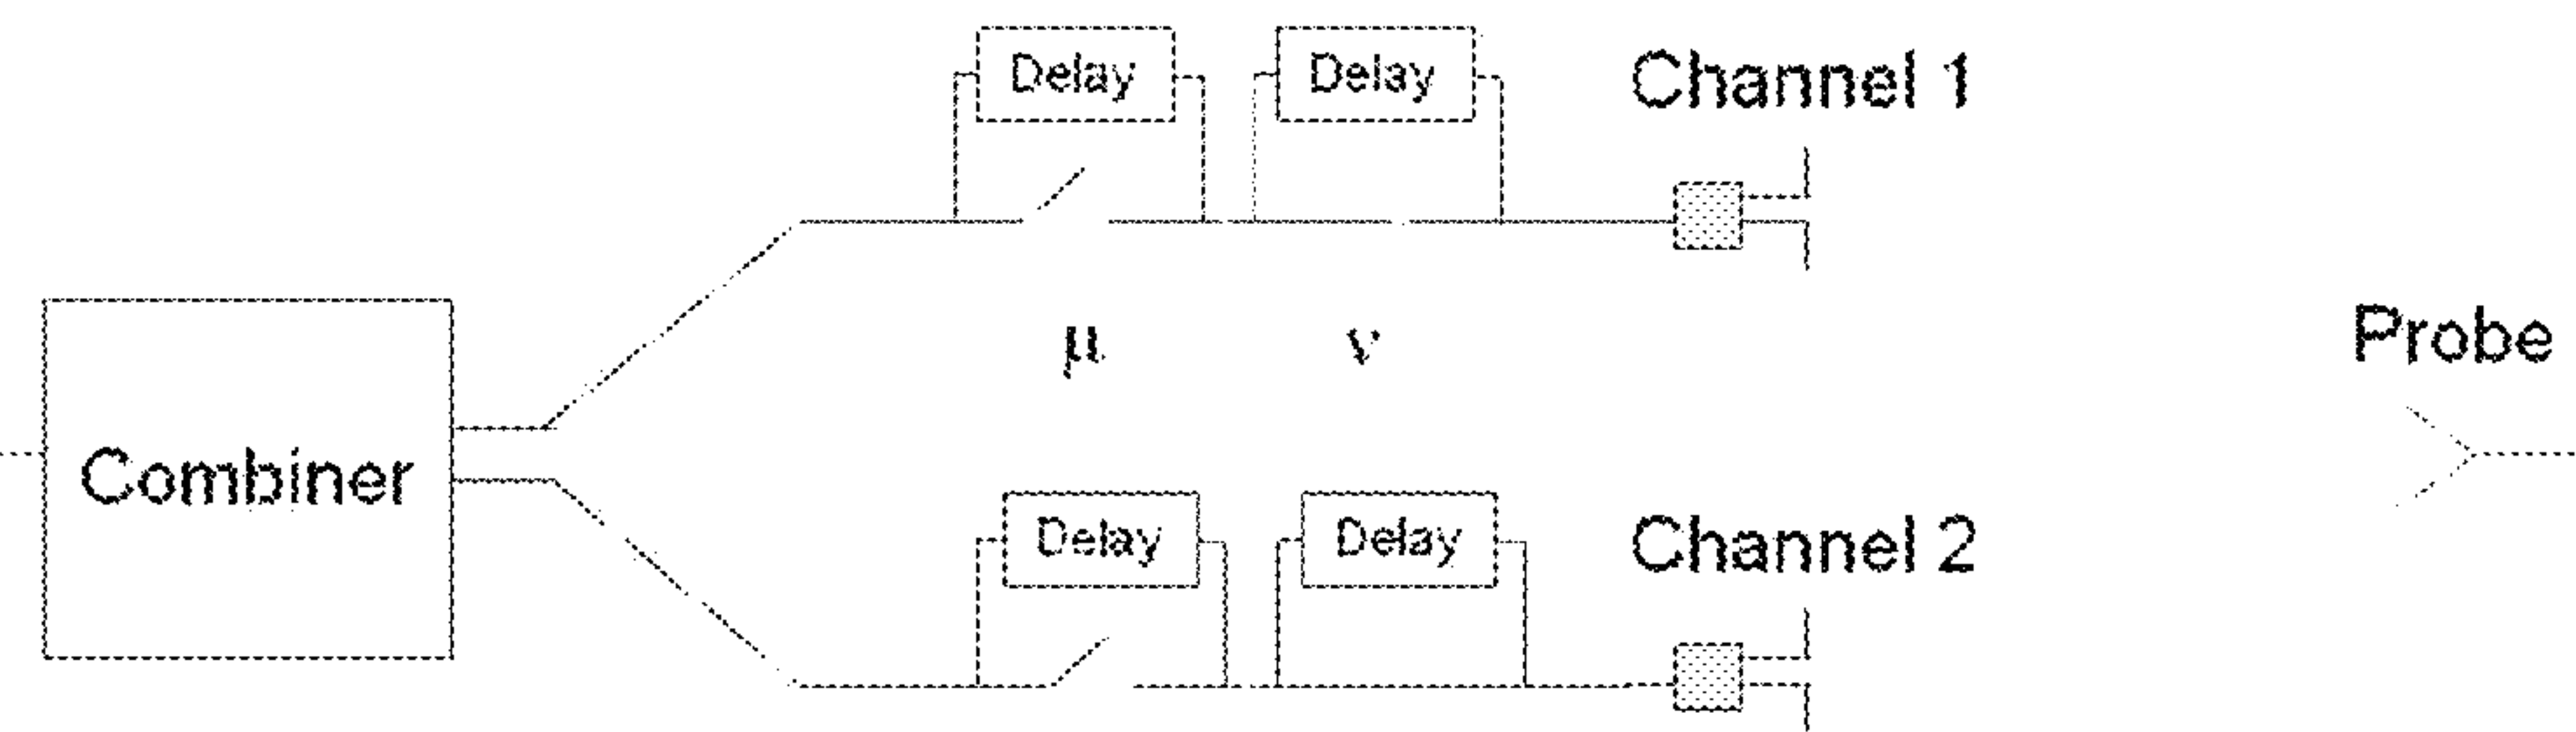 Delay
Delay
Channel 1
μ
ν
Probe
Combiner
Delay
Delay
Channel 2